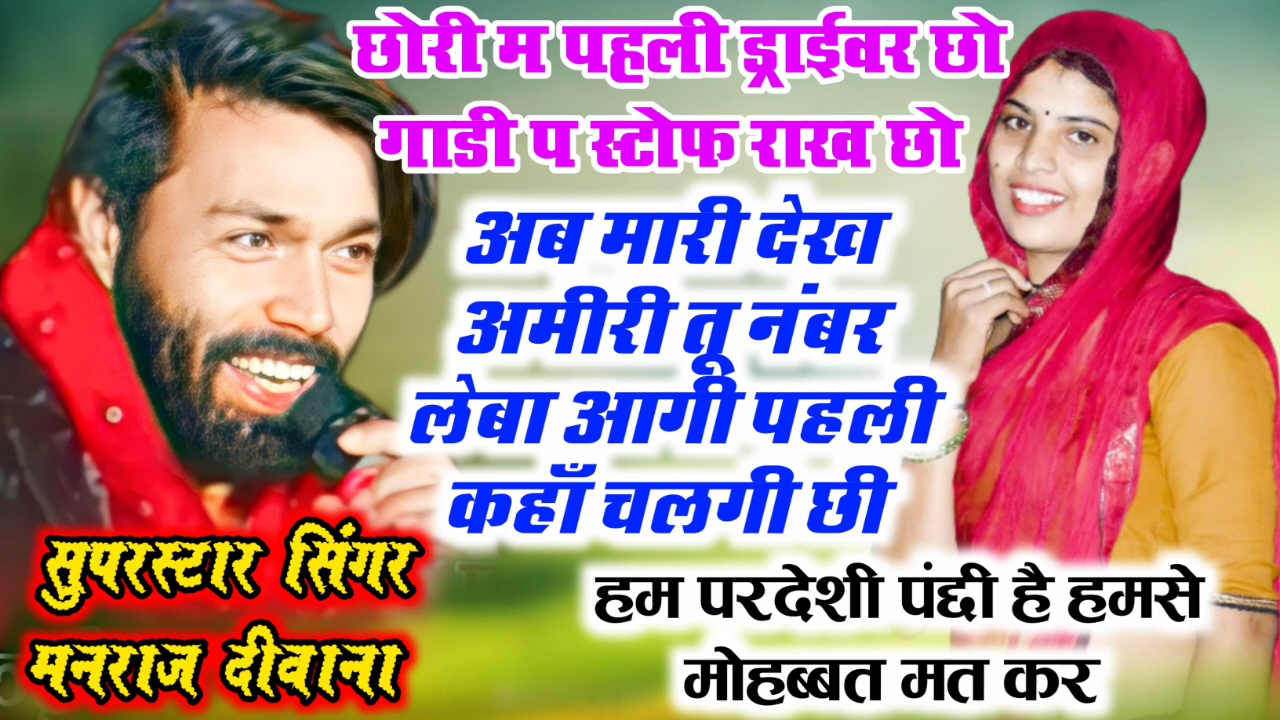 छोरी म पहली ड्राईवर छो
गाडी प स्टोफ राख छो
अब मारी देख
अमीरी तू नंबर
लेबा आगी पहली
कहाँ चलगी छी
सुपरस्टार सिंगर
मनराज दीवाना
हम परदेशी पंद्दी है हमसे
मोहब्बत मत कर